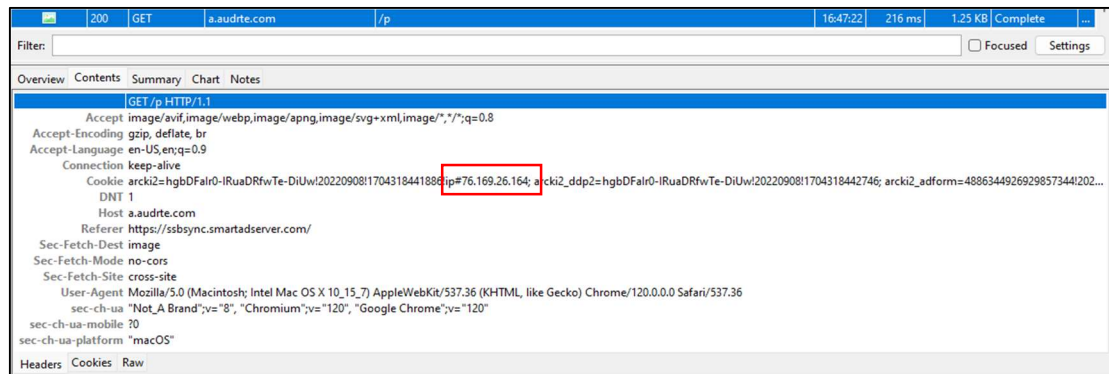 200 GET a.audrte.com /p 16:47:22 216 ms 1.25 KB Complete ...
Filter: Focused Settings
Overview Contents Summary Chart Notes
GET /p HTTP/1.1
Accept image/avif,image/webp,image/apng,image/svg+xml,image/*,*/*;q=0.8
Accept-Encoding gzip, deflate, br
Accept-Language en-US,en;q=0.9
Connection keep-alive
Cookie arcki2=hgbDFaIr0-IRuaDRfwTe-DiUw!20220908!1704318441886!ip#76.169.26.164; arcki2_ddp2=hgbDFaIr0-IRuaDRfwTe-DiUw!20220908!1704318442746; arcki2_adform=4886344926929857344!202...
DNT 1
Host a.audrte.com
Referer https://ssbsync.smartadserver.com/
Sec-Fetch-Dest image
Sec-Fetch-Mode no-cors
Sec-Fetch-Site cross-site
User-Agent Mozilla/5.0 (Macintosh; Intel Mac OS X 10_15_7) AppleWebKit/537.36 (KHTML, like Gecko) Chrome/120.0.0.0 Safari/537.36
sec-ch-ua "Not_A Brand";v="8", "Chromium";v="120", "Google Chrome";v="120"
sec-ch-ua-mobile ?0
sec-ch-ua-platform "macOS"
Headers Cookies Raw